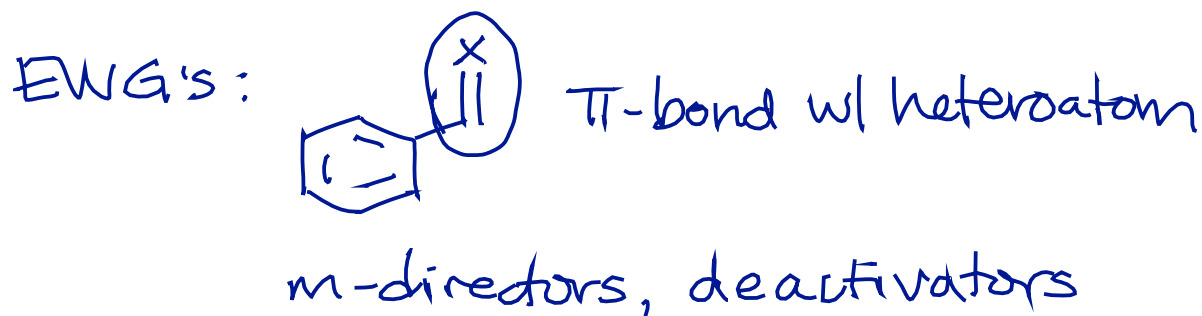 X
EWG's: π-bond w/ heteroatom
m-directors, deactivators